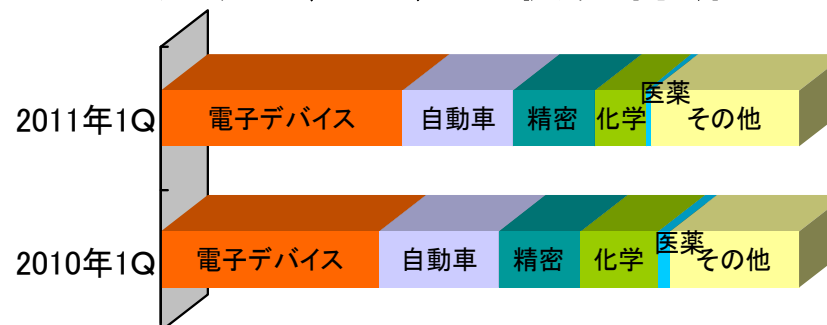 医薬
2011年1Q 電子デバイス 自動車 精密 化学 その他
医薬
2010年1Q 電子デバイス 自動車 精密 化学 その他